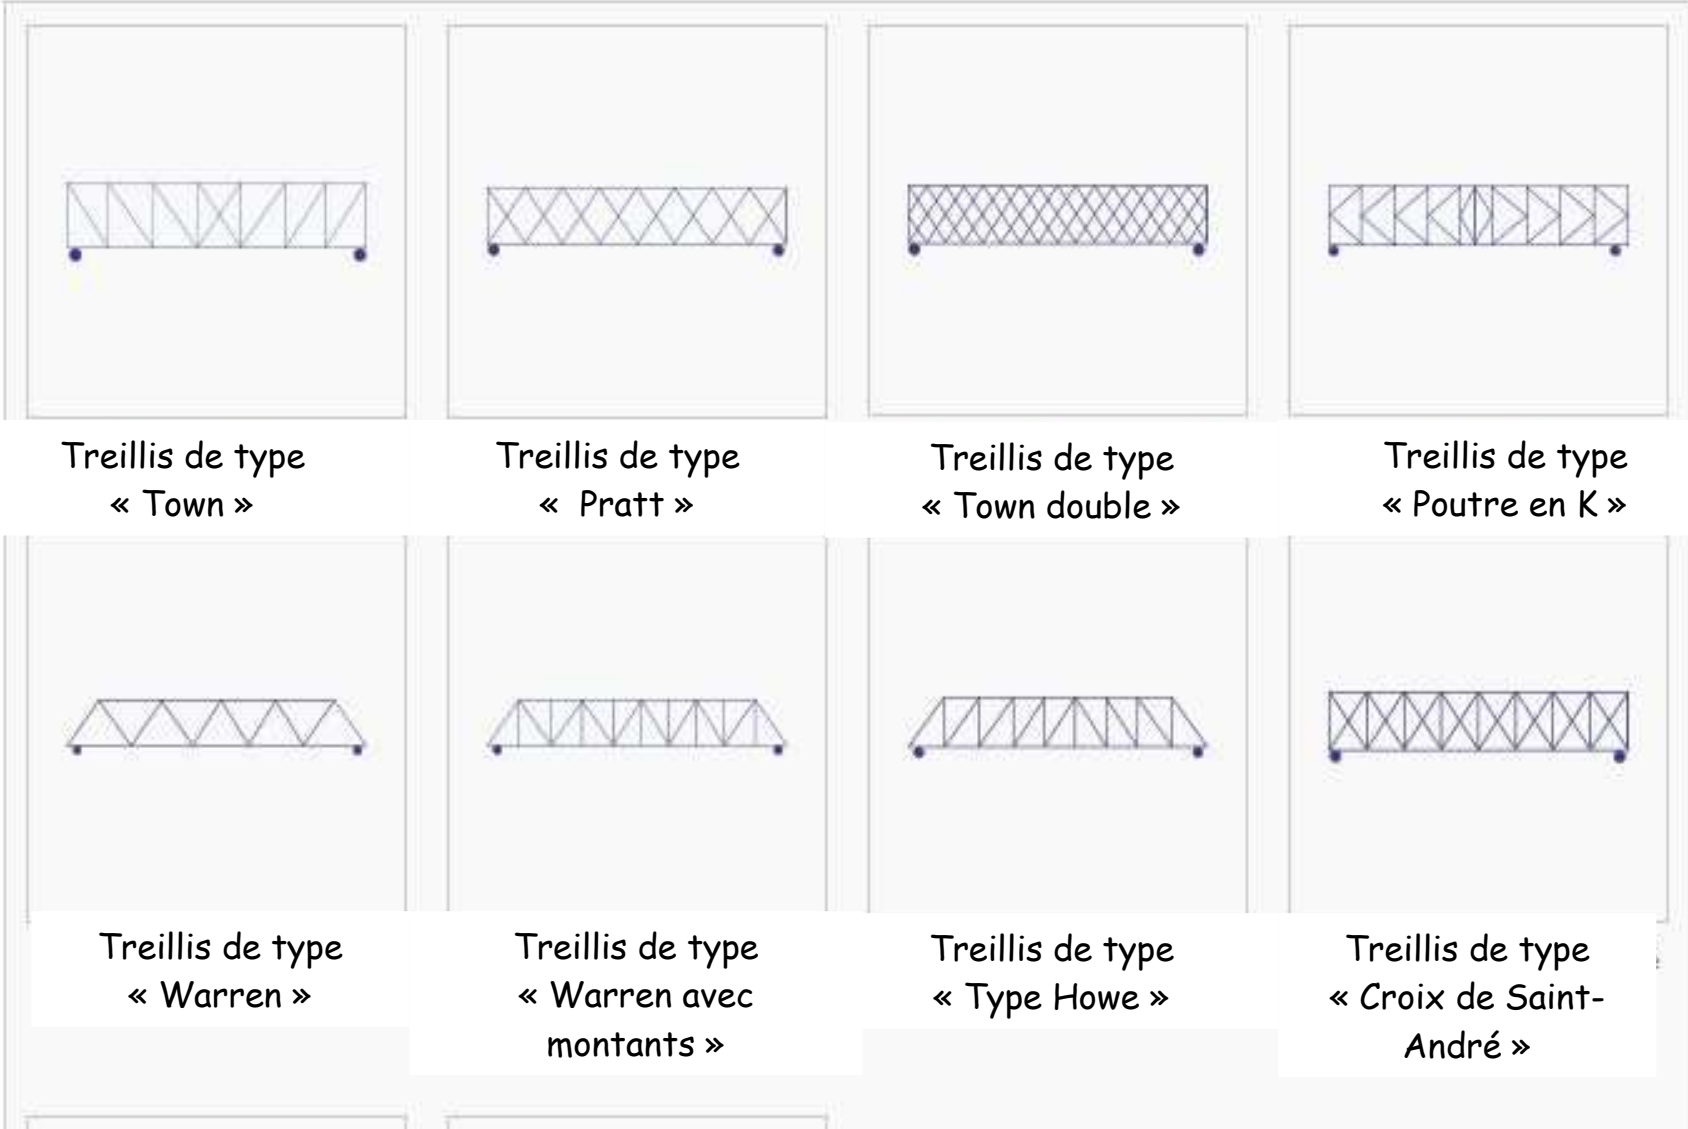 Treillis de type
« Town »
Treillis de type
« Pratt »
Treillis de type
« Town double »
Treillis de type
« Poutre en K »
Treillis de type
« Warren »
Treillis de type
« Warren avec
montants »
Treillis de type
« Type Howe »
Treillis de type
« Croix de Saint-
André »